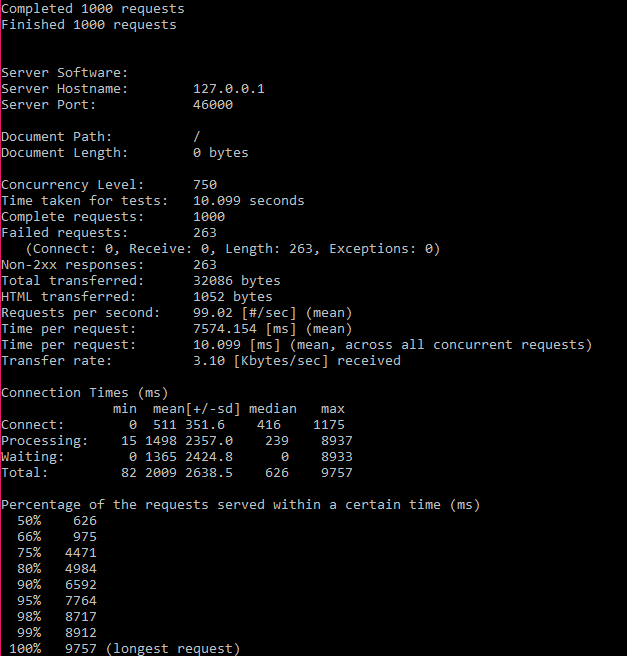 Completed 1000 requests
Finished 1000 requests
Server Software:
Server Hostname: 127.0.0.1
Server Port: 46000
Document Path: /
Document Length: 0 bytes
Concurrency Level: 750
Time taken for tests: 10.099 seconds
Complete requests: 1000
Failed requests: 263
(Connect: 0, Receive: 0, Length: 263, Exceptions: 0)
Non-2xx responses: 263
Total transferred: 32086 bytes
HTML transferred: 1052 bytes
Requests per second: 99.02 [#/sec] (mean)
Time per request: 7574.154 [ms] (mean)
Time per request: 10.099 [ms] (mean, across all concurrent requests)
Transfer rate: 3.10 [Kbytes/sec] received
Connection Times (ms)
min mean[+/-sd] median max
Connect: 0 511 351.6 416 1175
Processing: 15 1498 2357.0 239 8937
Waiting: 0 1365 2424.8 0 8933
Total: 82 2009 2638.5 626 9757
Percentage of the requests served within a certain time (ms)
50% 626
66% 975
75% 4471
80% 4984
90% 6592
95% 7764
98% 8717
99% 8912
100% 9757 (longest request)